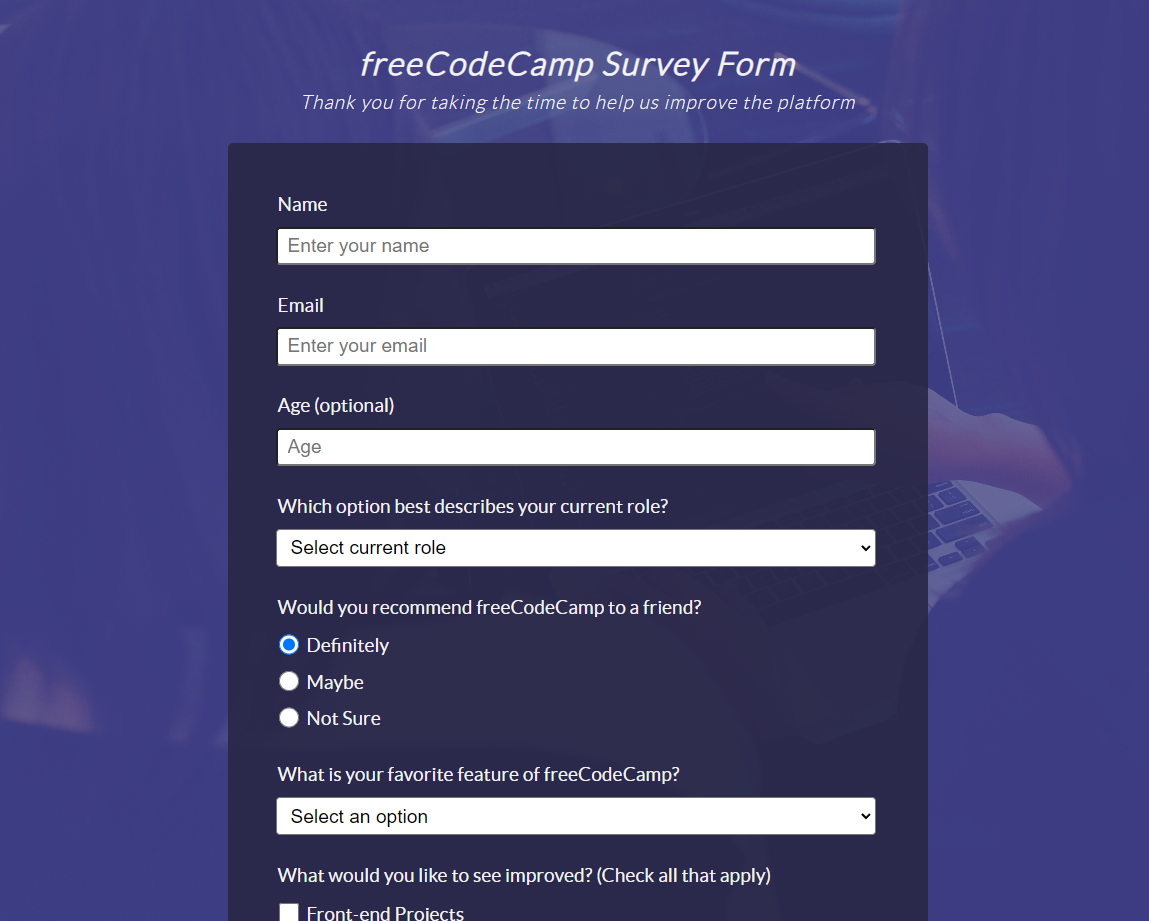 freeCodeCamp Survey Form
Thank you for taking the time to help us improve the platform
Name
Enter your name
Email
Enter your email
Age (optional)
Age
Which option best describes your current role?
Select current role
Would you recommend freeCodeCamp to a friend?
Definitely
Maybe
Not Sure
What is your favorite feature of freeCodeCamp?
Select an option
What would you like to see improved? (Check all that apply)
Front-end Projects